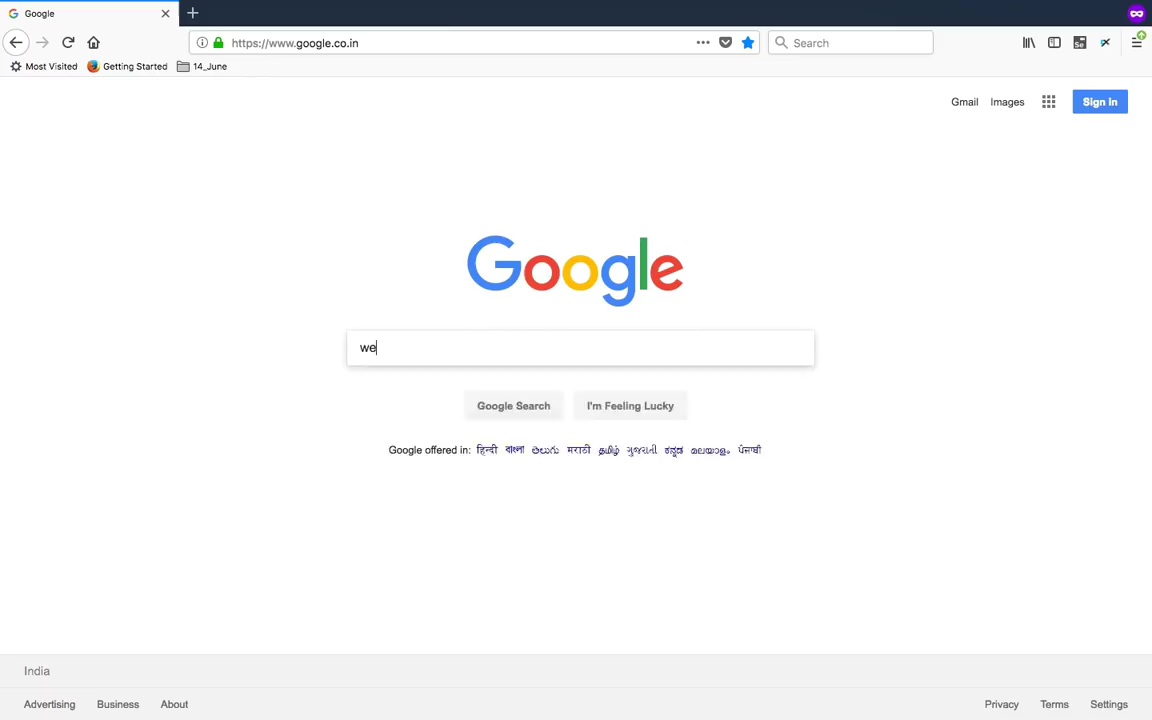 Google
https://www.google.co.in
Search
Most Visited
Getting Started
14_June
Gmail
Images
Sign in
Google
we
Google Search
I'm Feeling Lucky
Google offered in: हिन्दी বাংলা తెలుగు मराठी தமிழ் ગુજરાતી ಕನ್ನಡ മലയാളം ਪੰਜਾਬੀ
India
Advertising
Business
About
Privacy
Terms
Settings